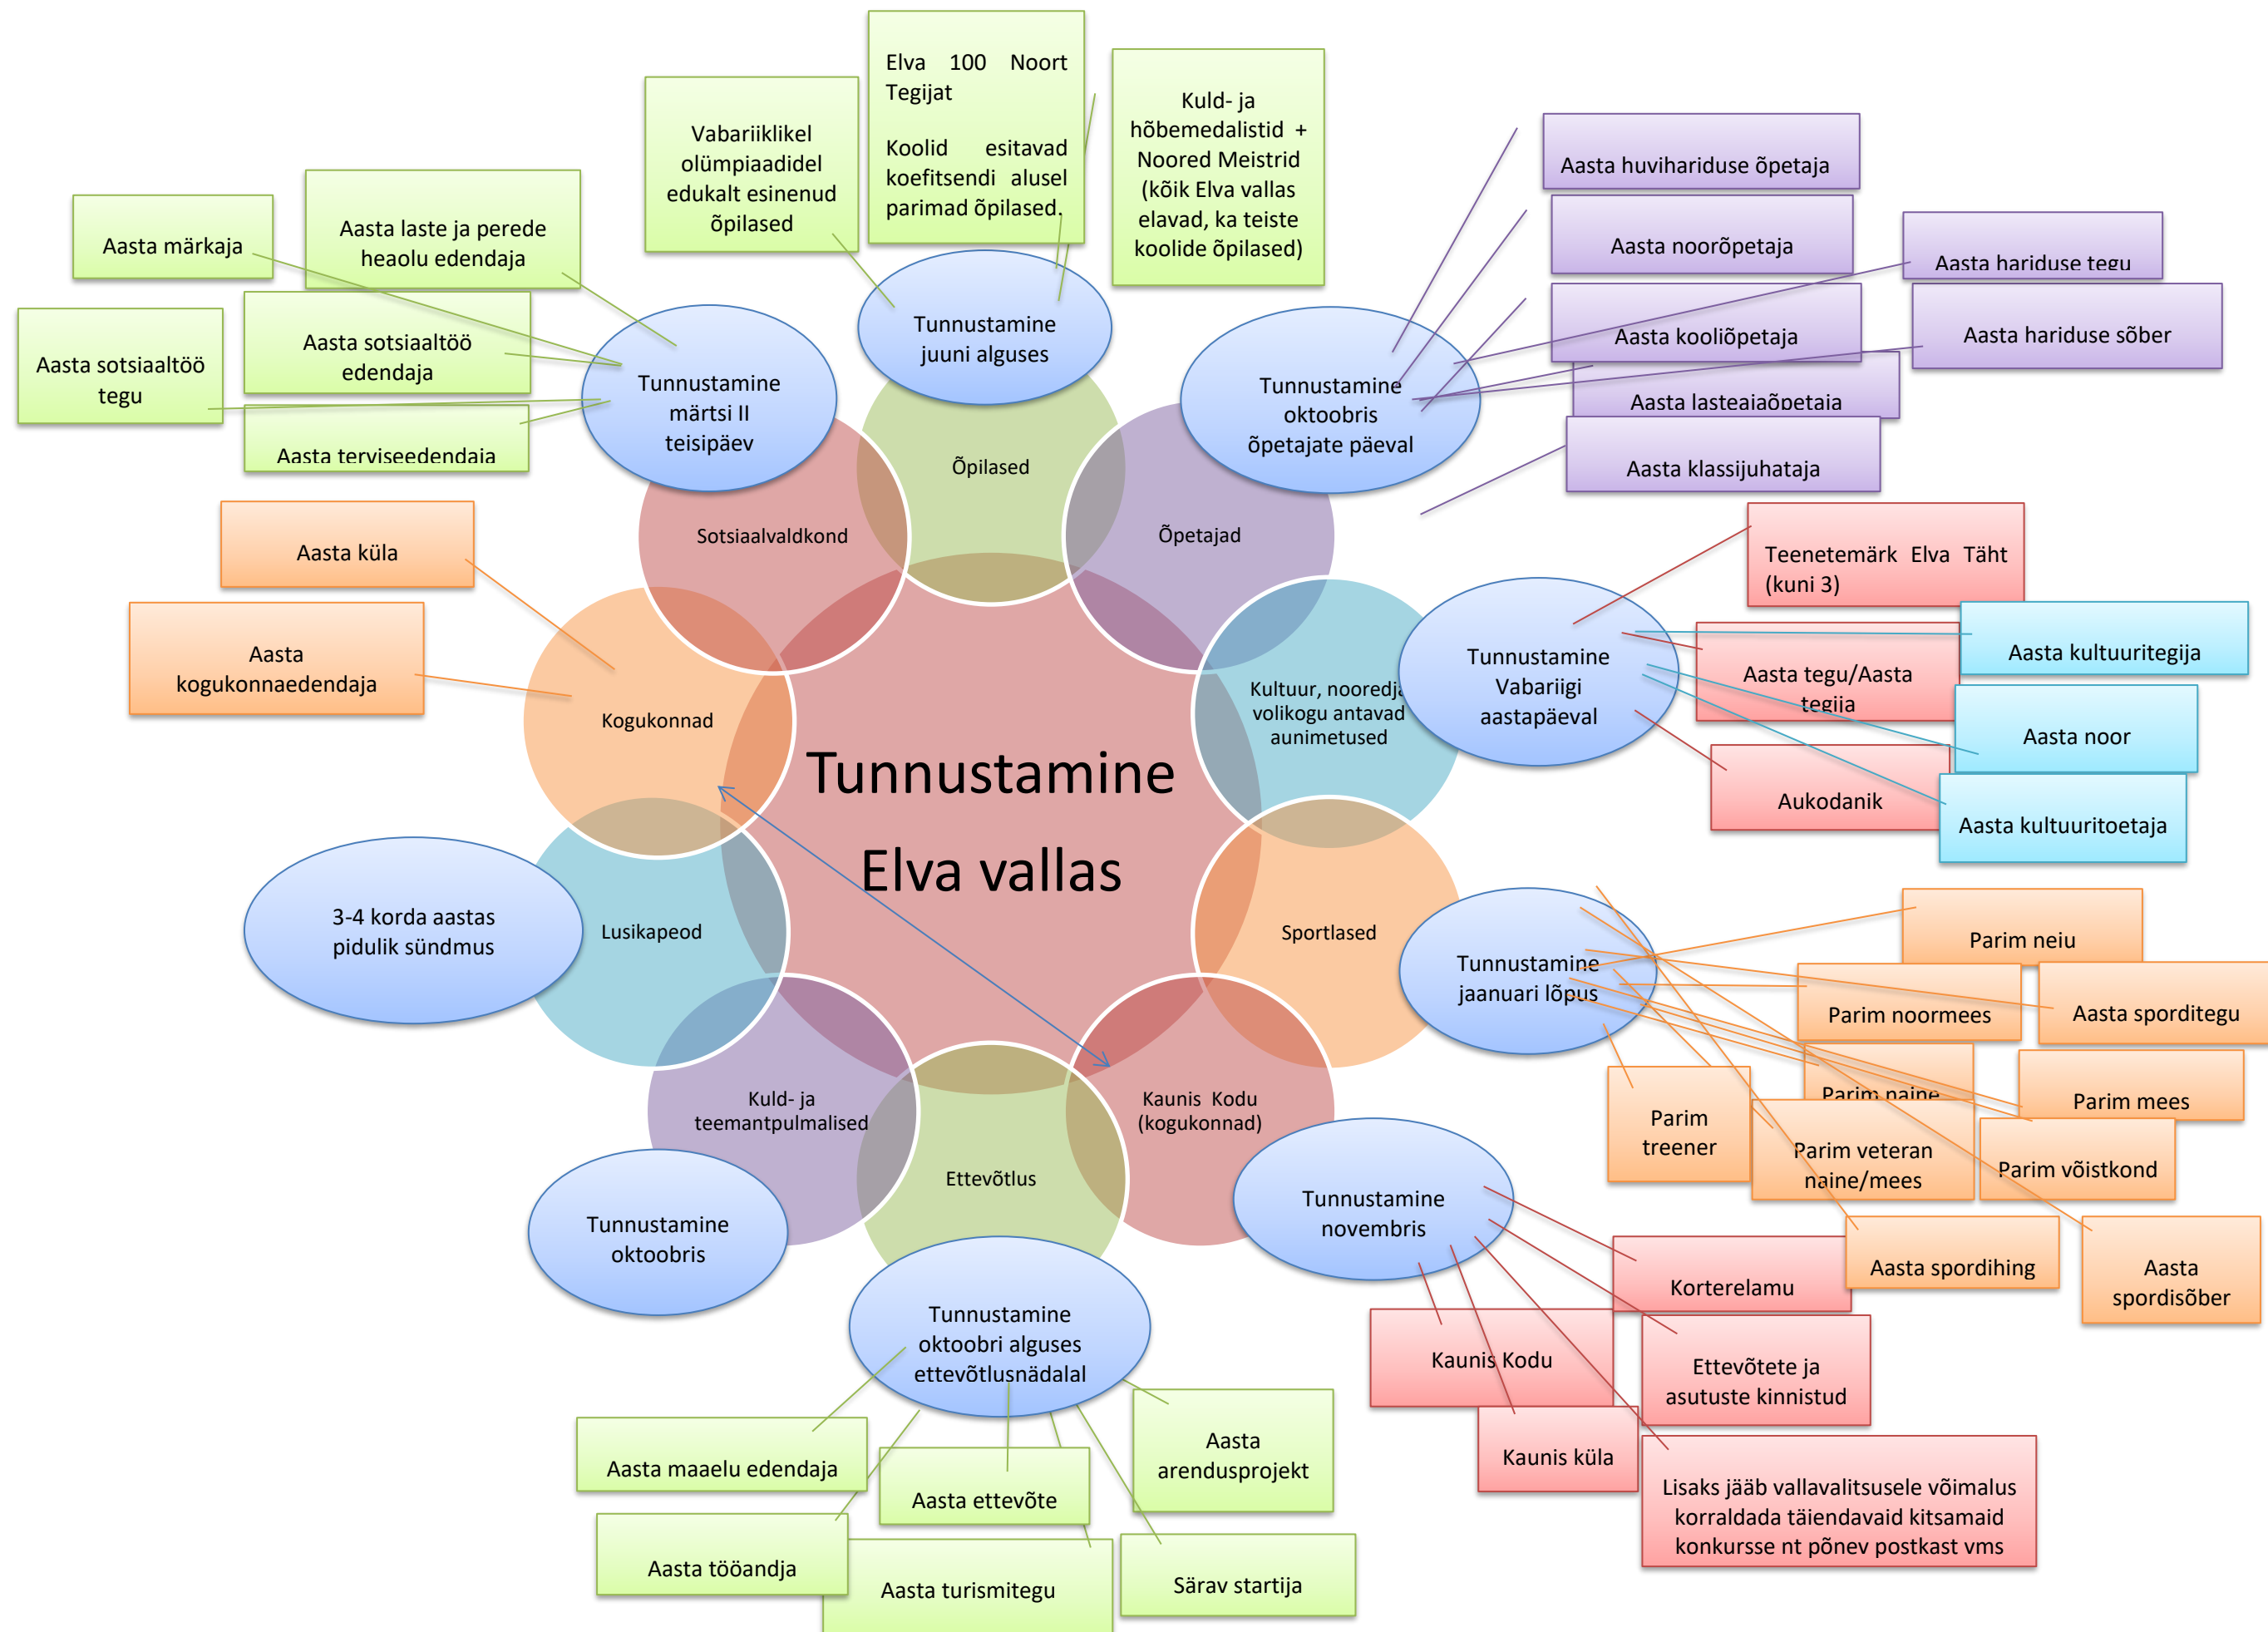 Elva 100 Noort
Tegijat
Koolid esitavad
koefitsendi alusel
parimad õpilased.
Vabariiklikel
olümpiaadidel
edukalt esinenud
õpilased
Kuld- ja
hõbemedalistid +
Noored Meistrid
(kõik Elva vallas
elavad, ka teiste
koolide õpilased)
Aasta märkaja
Aasta laste ja perede
heaolu edendaja
Aasta sotsiaaltöö
tegu
Aasta sotsiaaltöö
edendaja
Aasta terviseedendaja
Tunnustamine
märtsi II
teisipäev
Tunnustamine
juuni alguses
Tunnustamine
oktoobris
õpetajate päeval
Aasta huvihariduse õpetaja
Aasta noorõpetaja
Aasta kooliõpetaja
Aasta lasteaiaõpetaja
Aasta klassijuhataja
Aasta hariduse tegu
Aasta hariduse sõber
Õpilased
Sotsiaalvaldkond
Õpetajad
Aasta küla
Aasta
kogukonnaedendaja
Kogukonnad
Kultuur, nooredja
volikogu antavad
aunimetused
Tunnustamine
Vabariigi
aastapäeval
Teenetemärk Elva Täht
(kuni 3)
Aasta tegu/Aasta
tegija
Aukodanik
Aasta kultuuritegija
Aasta noor
Aasta kultuuritoetaja
Tunnustamine
Elva vallas
3-4 korda aastas
pidulik sündmus
Lusikapeod
Sportlased
Tunnustamine
jaanuari lõpus
Parim neiu
Parim noormees
Aasta sporditegu
Parim naine
Parim mees
Parim
treener
Parim veteran
naine/mees
Parim võistkond
Aasta spordihing
Aasta
spordisõber
Kuld- ja
teemantpulmalised
Tunnustamine
oktoobris
Ettevõtlus
Kaunis Kodu
(kogukonnad)
Tunnustamine
novembris
Korterelamu
Kaunis Kodu
Ettevõtete ja
asutuste kinnistud
Kaunis küla
Lisaks jääb vallavalitsusele võimalus
korraldada täiendavaid kitsamaid
konkursse nt põnev postkast vms
Tunnustamine
oktoobri alguses
ettevõtlusnädalal
Aasta maaelu edendaja
Aasta ettevõte
Aasta
arendusprojekt
Aasta tööandja
Aasta turismitegu
Särav startija